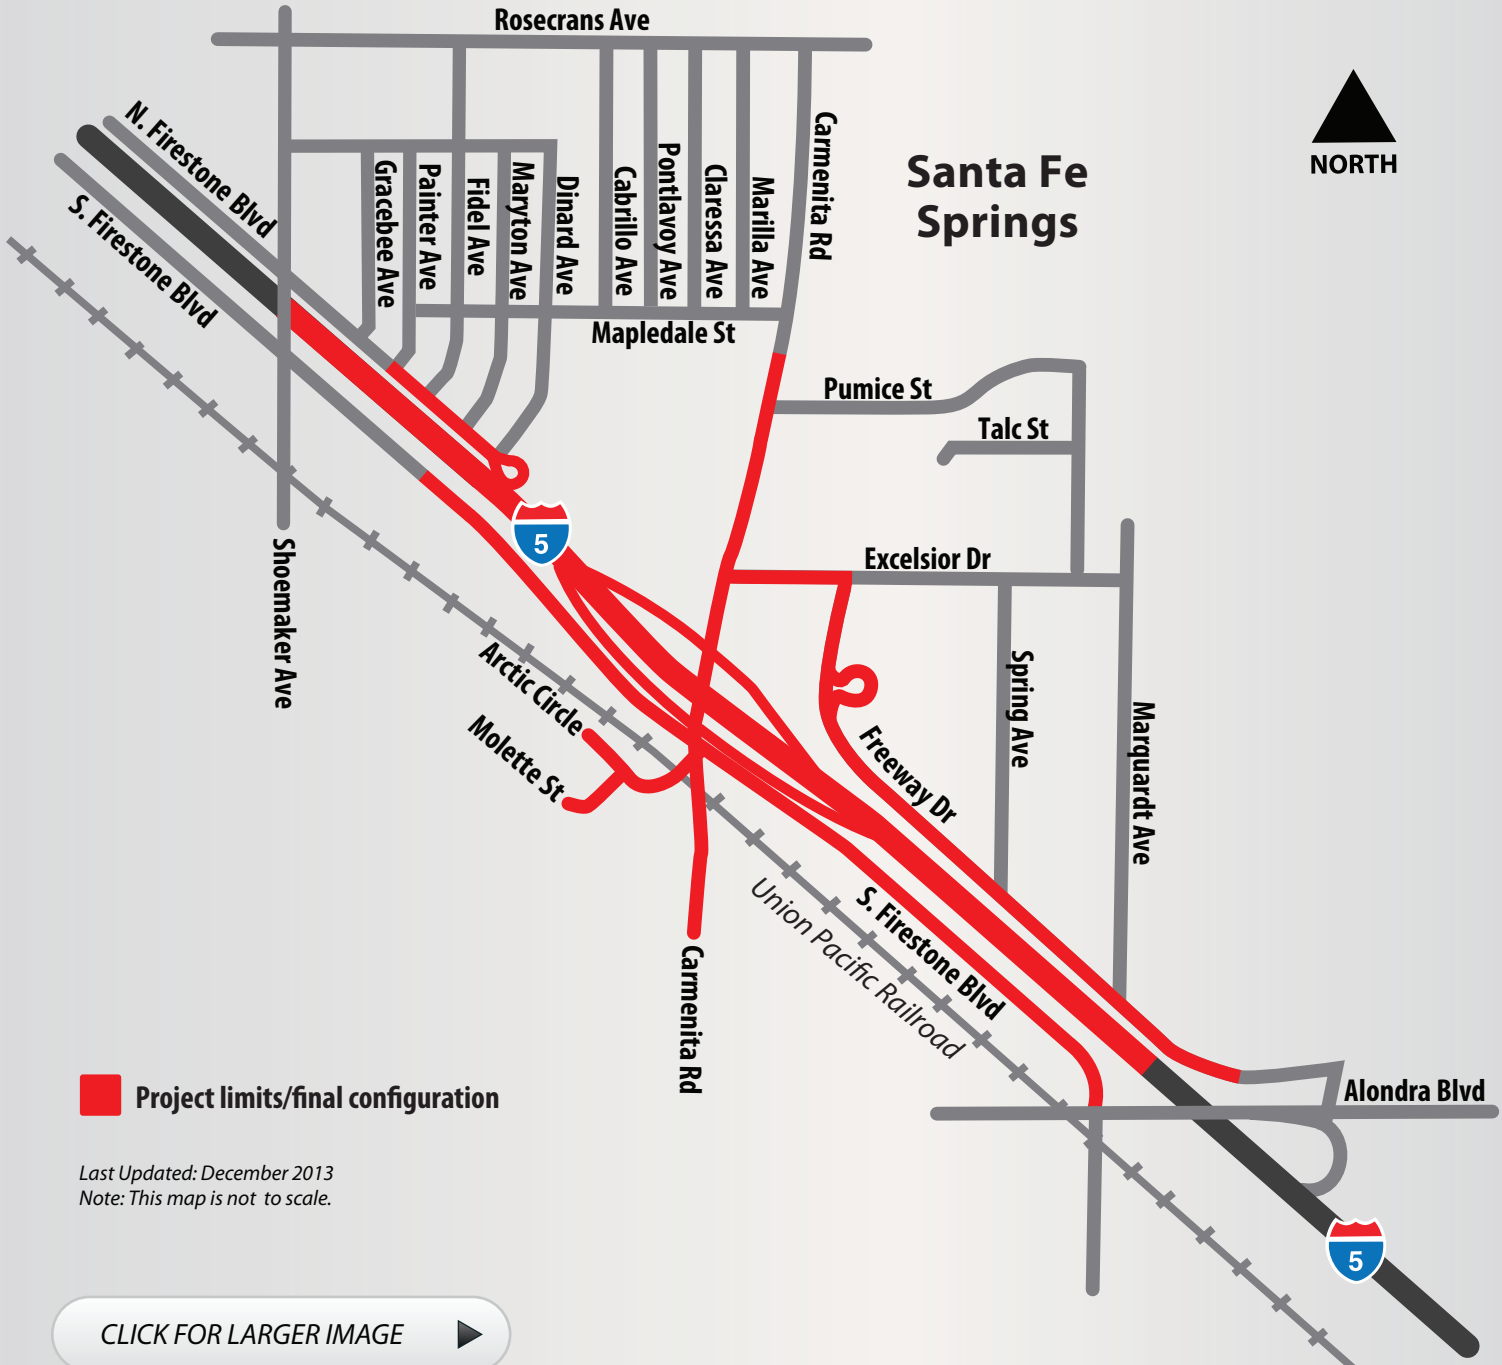 Rosecrans Ave
N. Firestone Blvd
S. Firestone Blvd
Gracebee Ave
Painter Ave
Fidel Ave
Maryton Ave
Dinard Ave
Cabrillo Ave
Pontlavoy Ave
Claressa Ave
Marilla Ave
Carmenita Rd
Santa Fe
Springs
NORTH
Mapledale St
Pumice St
Talc St
5
Excelsior Dr
Shoemaker Ave
Arctic Circle
Molette St
Spring Ave
Marquardt Ave
Freeway Dr
S. Firestone Blvd
Union Pacific Railroad
Carmenita Rd
Project limits/final configuration
Alondra Blvd
Last Updated: December 2013
Note: This map is not to scale.
5
CLICK FOR LARGER IMAGE